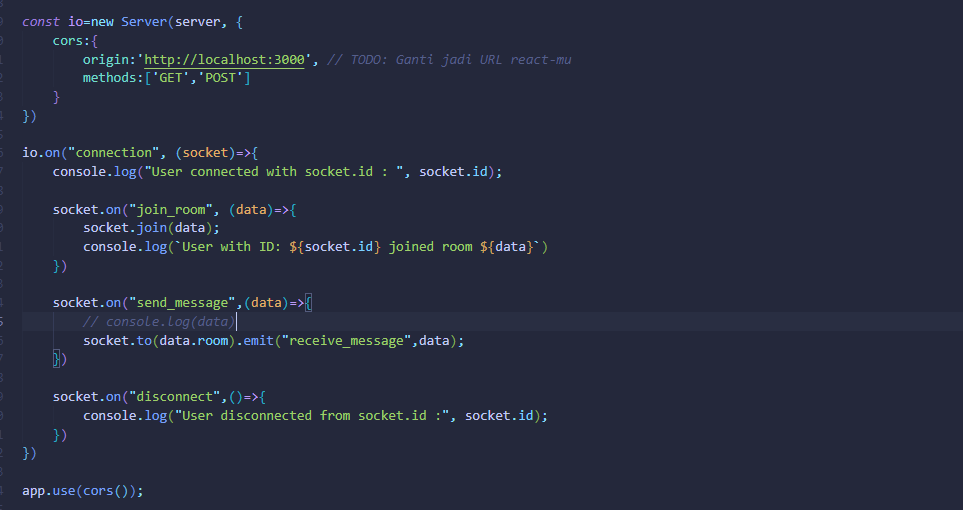 const io=new Server(server, {
    cors:{
        origin:'http://localhost:3000', // TODO: Ganti jadi URL react-mu
        methods:['GET','POST']
    }
})
io.on("connection", (socket)=>{
    console.log("User connected with socket.id : ", socket.id);
    socket.on("join_room", (data)=>{
        socket.join(data);
        console.log(`User with ID: ${socket.id} joined room ${data}`)
    })
    socket.on("send_message",(data)=>{
        // console.log(data)
        socket.to(data.room).emit("receive_message",data);
    })
    socket.on("disconnect",()=>{
        console.log("User disconnected from socket.id :", socket.id);
    })
})
app.use(cors());